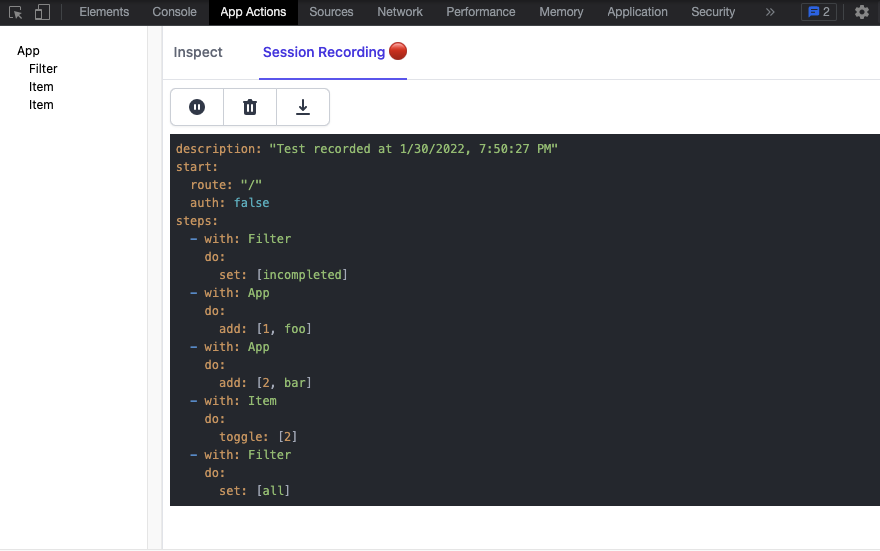 Elements Console App Actions Sources Network Performance Memory Application Security » 2
App
Filter
Item
Item
Inspect Session Recording
description: "Test recorded at 1/30/2022, 7:50:27 PM"
start:
  route: "/"
  auth: false
steps:
  - with: Filter
    do:
      set: [incompleted]
  - with: App
    do:
      add: [1, foo]
  - with: App
    do:
      add: [2, bar]
  - with: Item
    do:
      toggle: [2]
  - with: Filter
    do:
      set: [all]